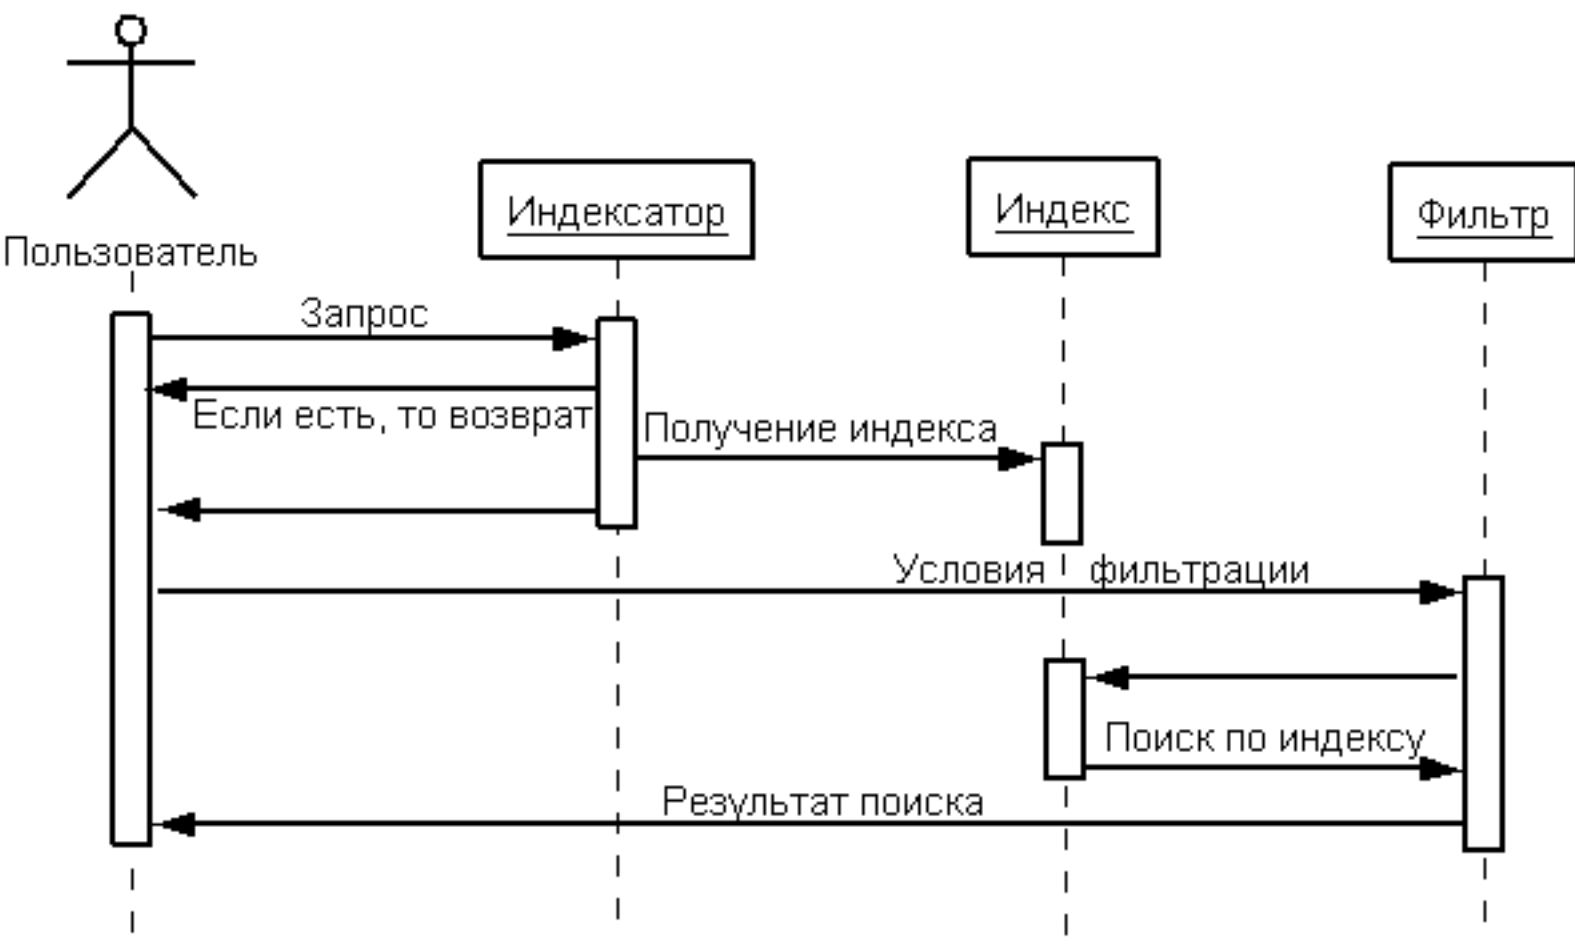 Пользователь
Индексатор
Индекс
Фильтр
Запрос
Если есть, то возврат
Получение индекса
Условия фильтрации
Поиск по индексу
Результат поиска